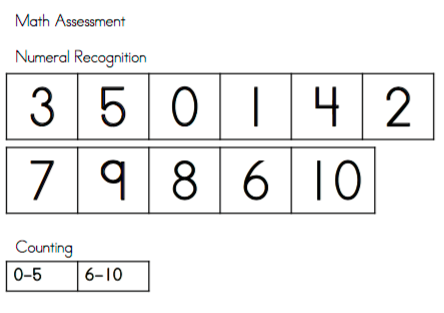 Math Assessment
Numeral Recognition
3 5 0 1 4 2
7 9 8 6 10
Counting
0-5 6-10